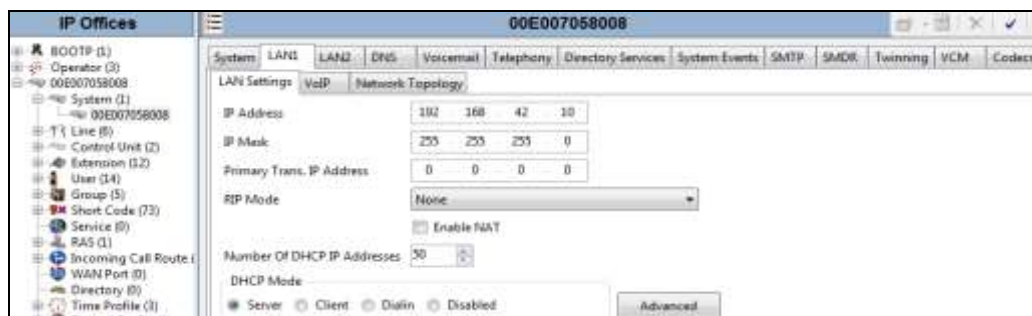 IP Offices
BOOTP (1)
Operator (3)
00E007058008
System (1)
00E007058008
Line (6)
Control Unit (2)
Extension (12)
User (14)
Group (5)
Short Code (73)
Service (0)
RAS (1)
Incoming Call Route
WAN Port (0)
Directory (0)
Time Profile (3)
00E007058008
System LAN1 LAN2 DNS Voicemail Telephony Directory Services System Events SMTP SMDR Twinning VCM Codecs
LAN Settings VoIP Network Topology
IP Address 192 168 42 10
IP Mask 255 255 255 0
Primary Trans. IP Address 0 0 0 0
RIP Mode None
Enable NAT
Number Of DHCP IP Addresses 50
DHCP Mode
Server Client Dialin Disabled Advanced